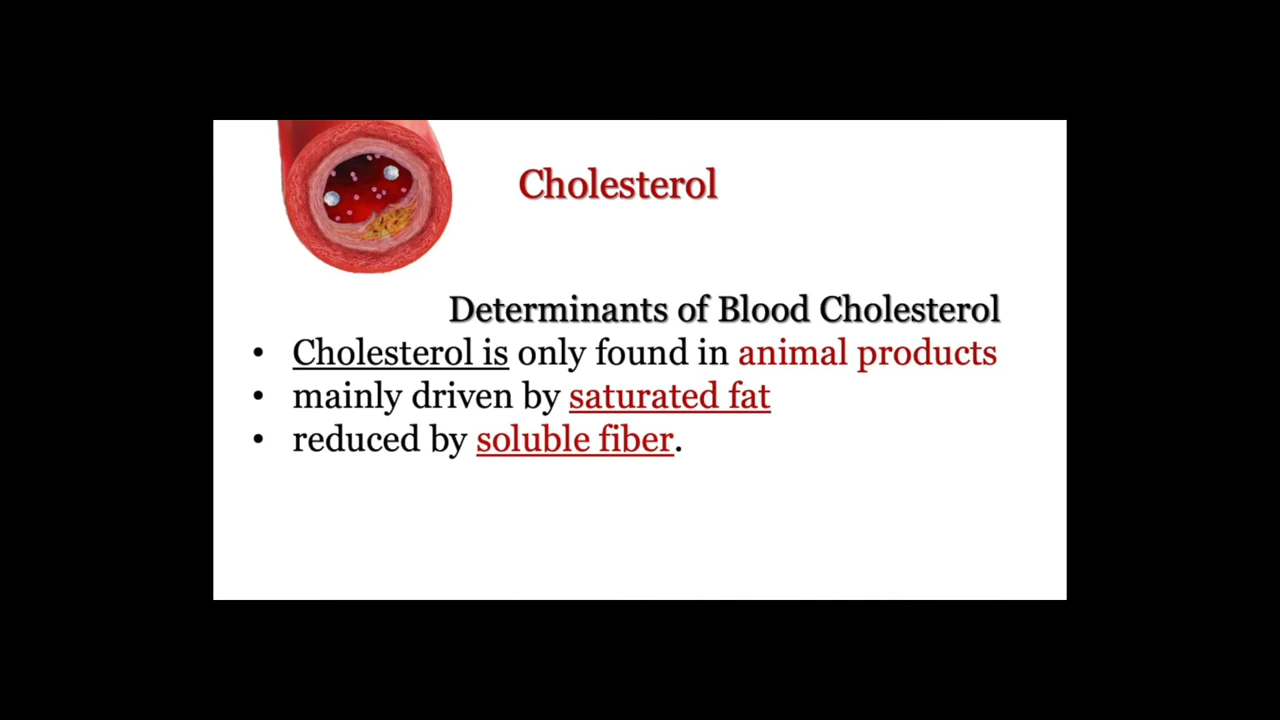 Cholesterol
Determinants of Blood Cholesterol
• Cholesterol is only found in animal products
• mainly driven by saturated fat
• reduced by soluble fiber.